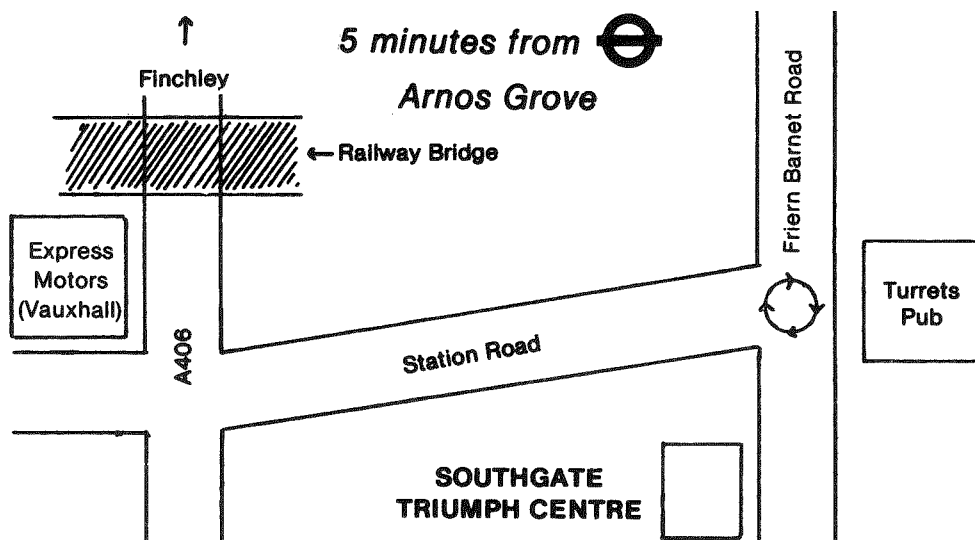 5 minutes from
Arnos Grove
Finchley
←Railway Bridge
Friern Barnet Road
Express
Motors
(Vauxhall)
A406
Station Road
Turrets
Pub
SOUTHGATE
TRIUMPH CENTRE